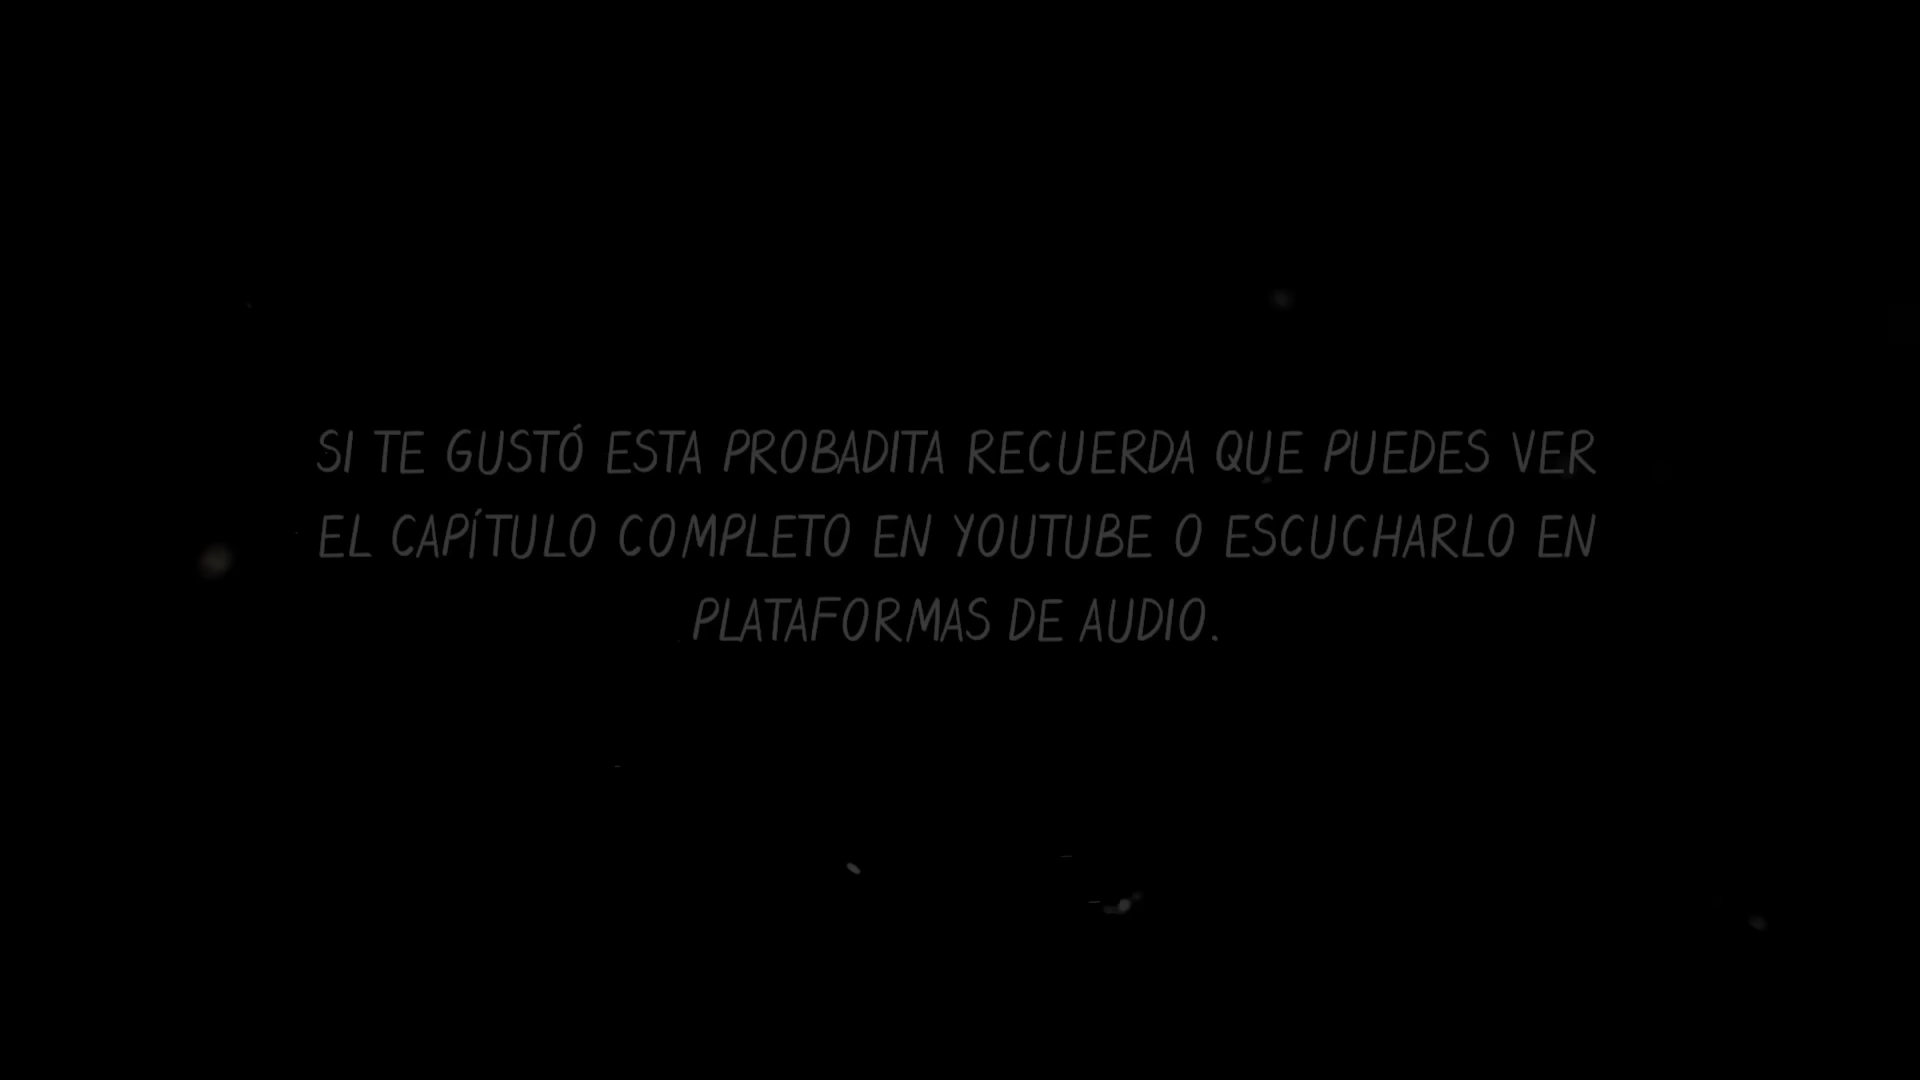 SI TE GUSTÓ ESTA PROBADITA RECUERDA QUE PUEDES VER
EL CAPÍTULO COMPLETO EN YOUTUBE O ESCUCHARLO EN
PLATAFORMAS DE AUDIO.